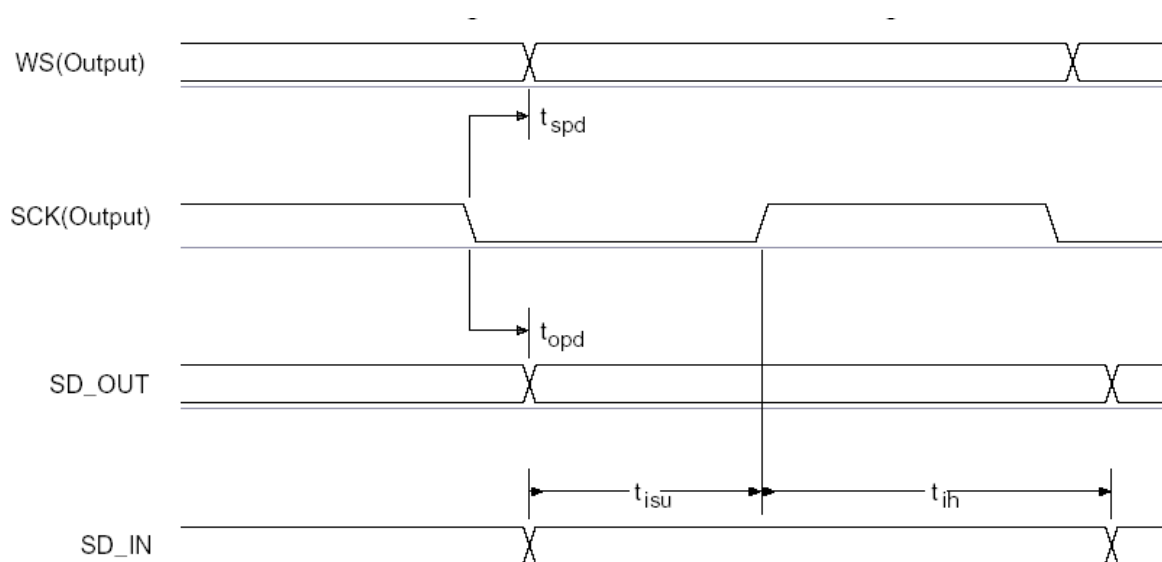 WS(Output)
t_spd
SCK(Output)
t_opd
SD_OUT
t_isu
t_ih
SD_IN